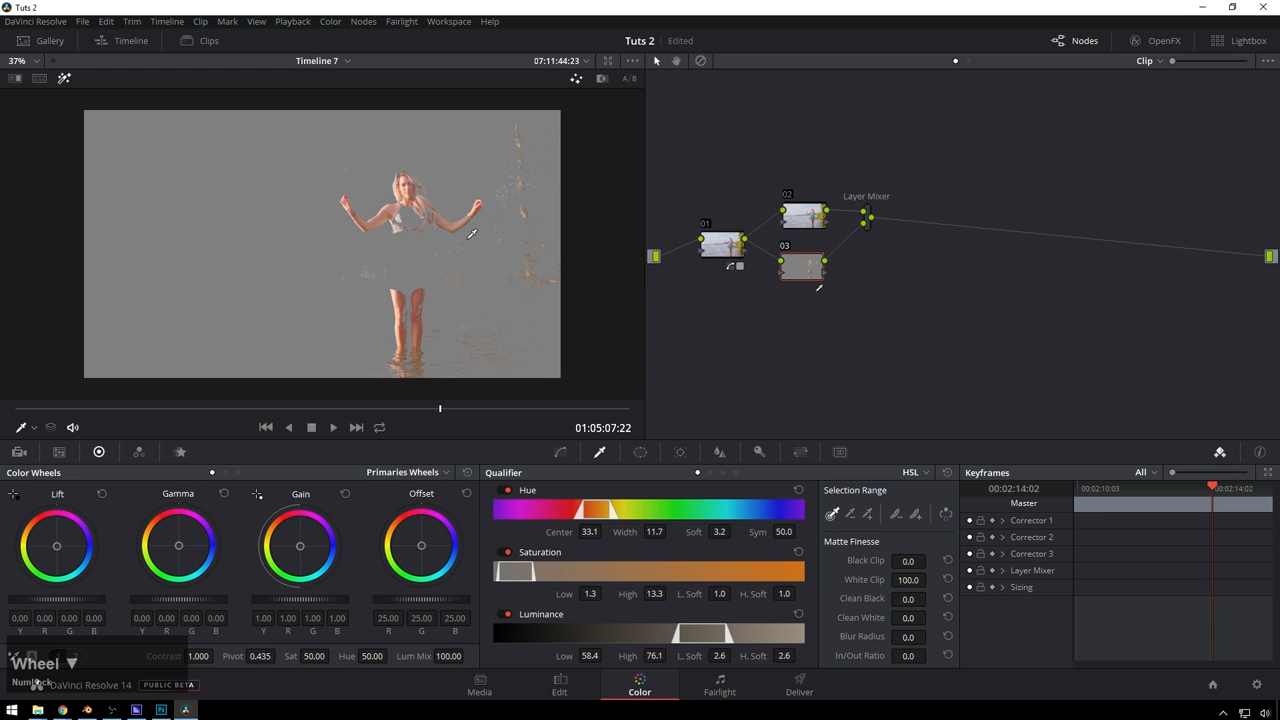 Tuts 2
DaVinci Resolve File Edit Trim Timeline Clip Mark View Playback Color Nodes Fairlight Workspace Help
Gallery Timeline Clips Tuts 2 Edited Nodes OpenFX Lightbox
37% Timeline 7 07:11:44:23 Clip
A/B
02
Layer Mixer
01
03
01:05:07:22
Color Wheels Primaries Wheels Qualifier HSL Keyframes All
Lift Gamma Gain Offset
Hue
Center 33.1 Width 11.7 Soft 3.2 Sym 50.0
Saturation
Low 1.3 High 13.3 L. Soft 1.0 H. Soft 1.0
Luminance
Low 58.4 High 76.1 L. Soft 2.6 H. Soft 2.6
0.00 0.00 0.00 0.00 0.00 0.00 0.00 0.00 1.00 1.00 1.00 1.00 25.00 25.00 25.00
Y R G B Y R G B Y R G B R G B
Contrast 1.000 Pivot 0.435 Sat 50.00 Hue 50.00 Lum Mix 100.00
Selection Range
Matte Finesse
Black Clip 0.0
White Clip 100.0
Clean Black 0.0
Clean White 0.0
Blur Radius 0.0
In/Out Ratio 0.0
00:02:14:02 00:02:10:03 00:02:14:02
Master
Corrector 1
Corrector 2
Corrector 3
Layer Mixer
Sizing
Wheel ▼
DaVinci Resolve 14 PUBLIC BETA
Media Edit Color Fairlight Deliver